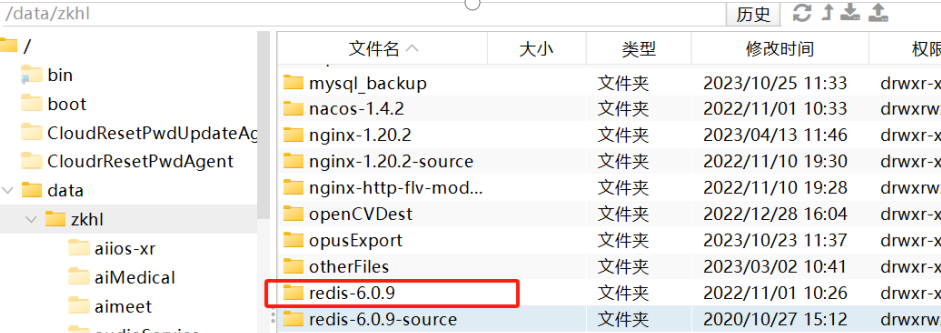 /data/zkhl 历史
/
bin
boot
CloudResetPwdUpdateAg
CloudrResetPwdAgent
data
zkhl
aiios-xr
aiMedical
aimeet
文件名 大小 类型 修改时间 权限
mysql_backup 文件夹 2023/10/25 11:33 drwxr-x
nacos-1.4.2 文件夹 2022/11/01 10:33 drwxrwx
nginx-1.20.2 文件夹 2023/04/13 11:46 drwxr-x
nginx-1.20.2-source 文件夹 2022/11/10 19:30 drwxr-x
nginx-http-flv-mod... 文件夹 2022/11/10 19:28 drwxrwx
openCVDest 文件夹 2022/12/28 16:04 drwxr-x
opusExport 文件夹 2023/10/23 11:37 drwxr-x
otherFiles 文件夹 2023/03/02 10:41 drwxr-x
redis-6.0.9 文件夹 2022/11/01 10:26 drwxr-x
redis-6.0.9-source 文件夹 2020/10/27 15:12 drwxrwx